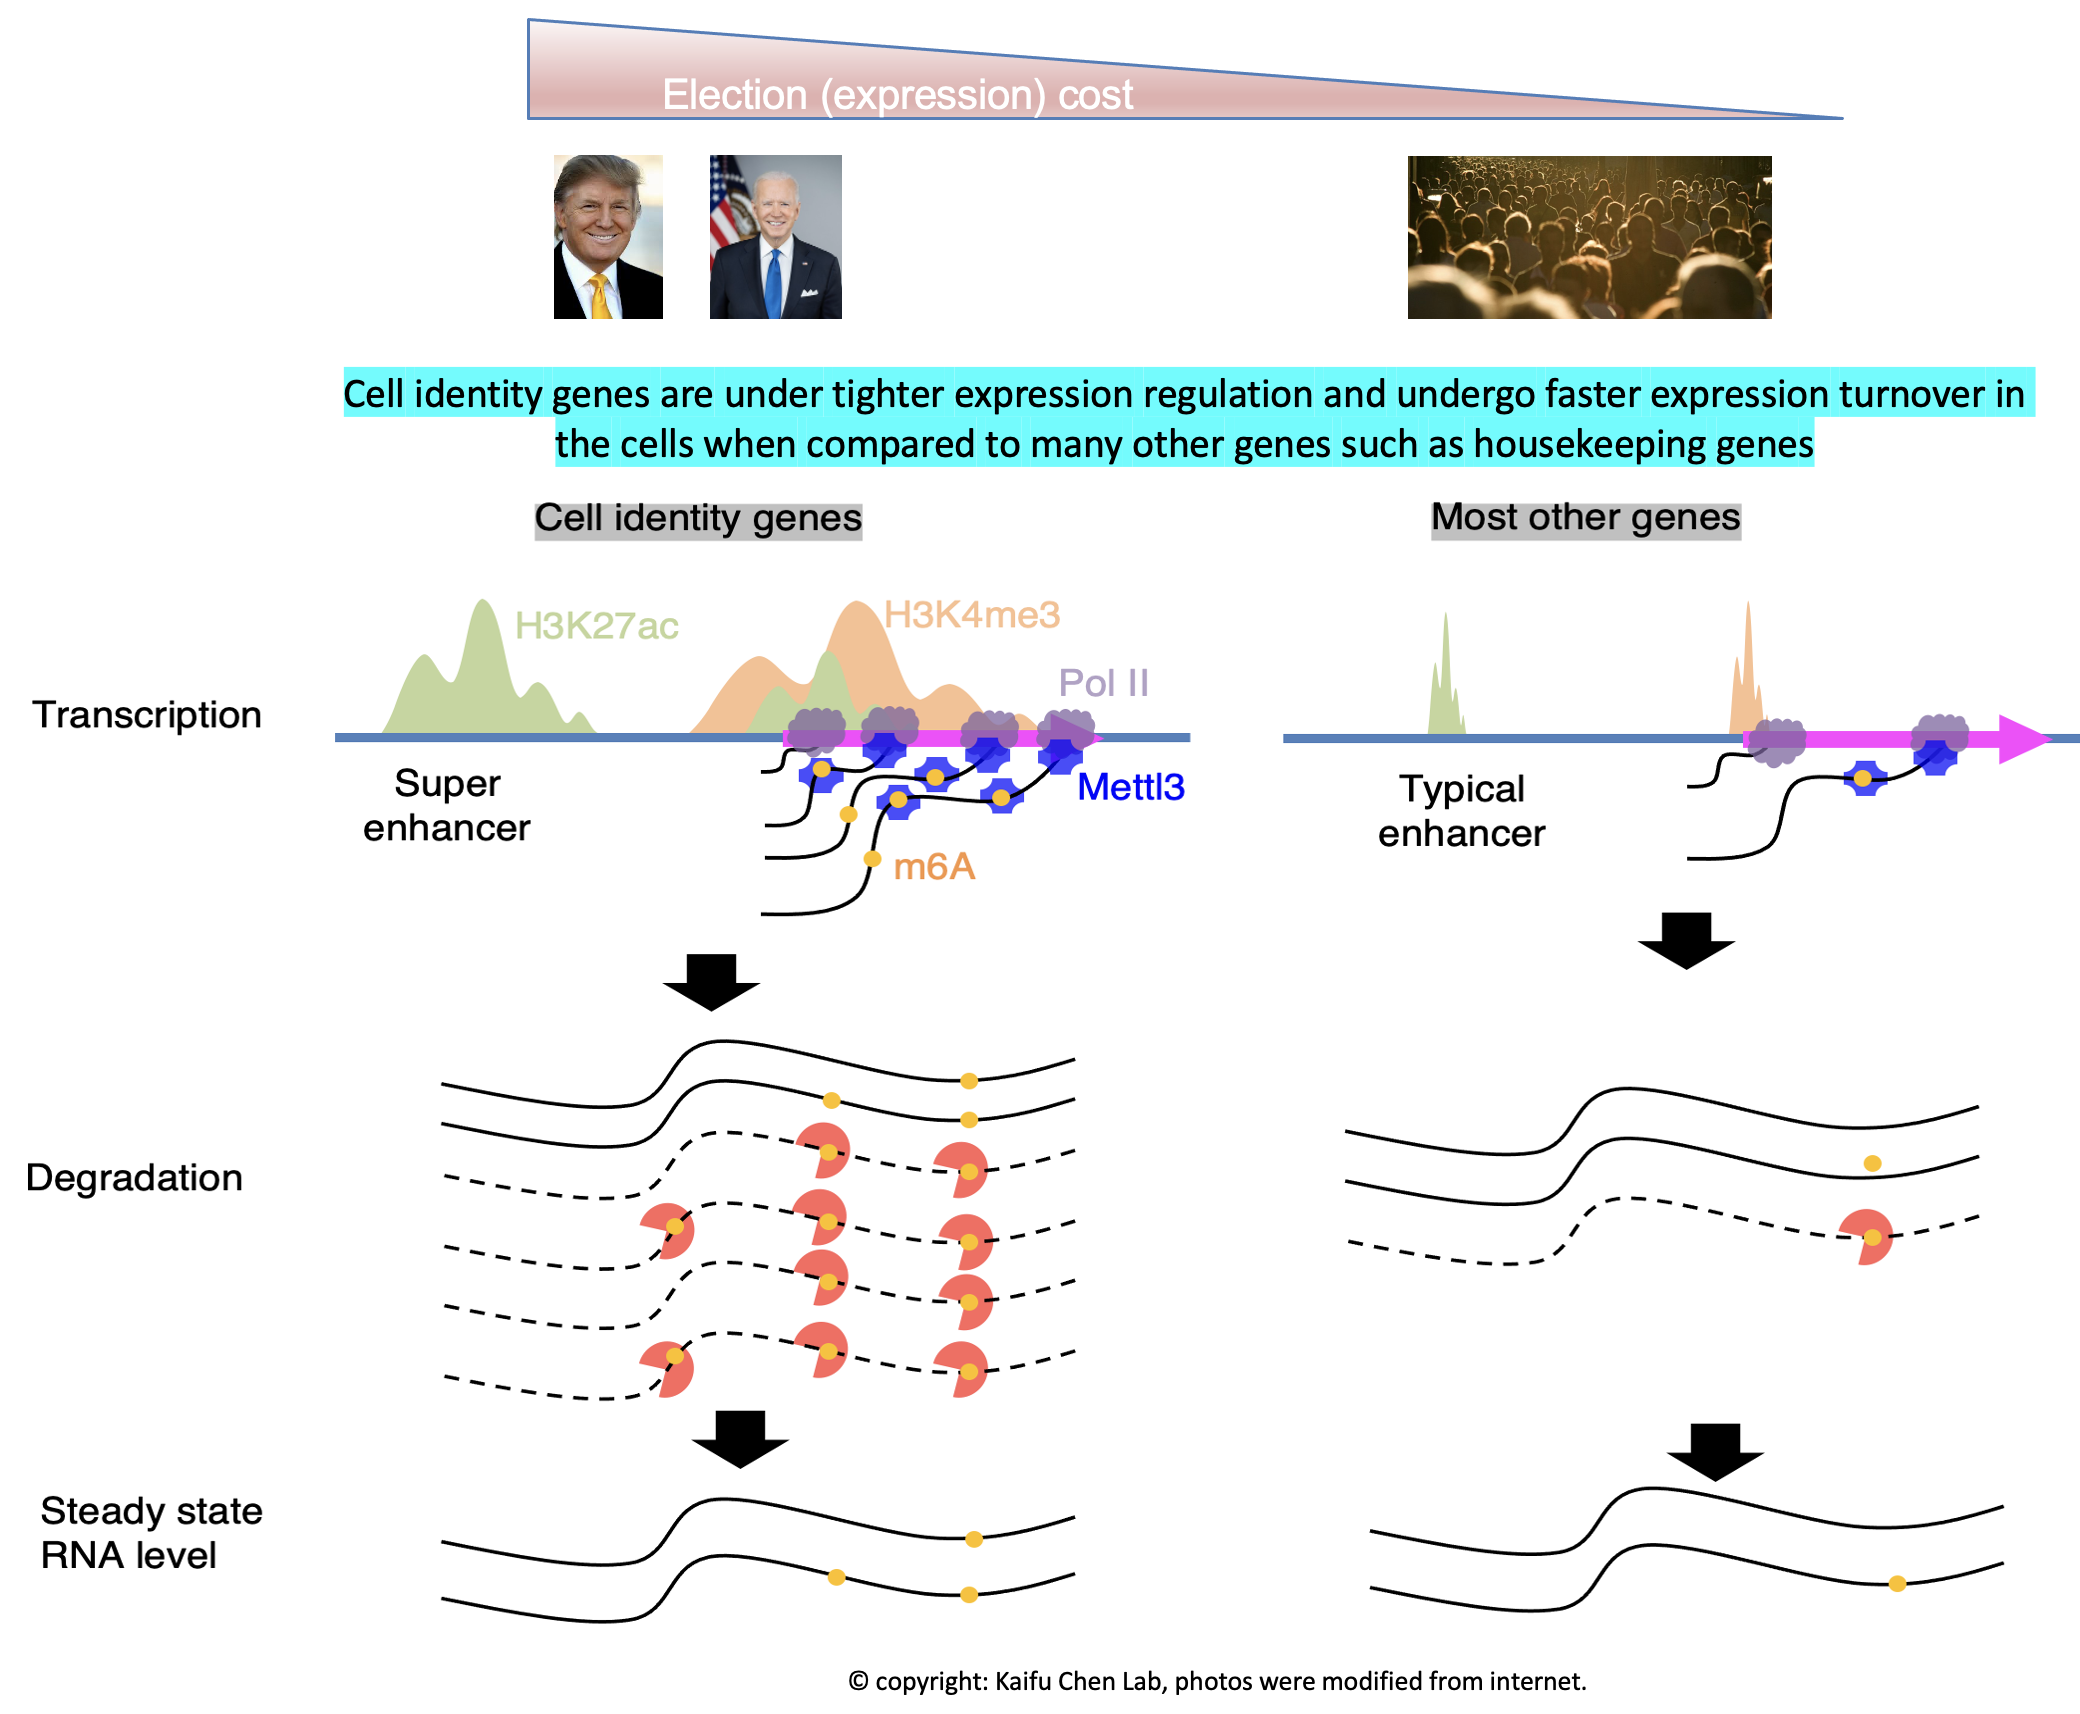 Election (expression) cost
Cell identity genes are under tighter expression regulation and undergo faster expression turnover in
the cells when compared to many other genes such as housekeeping genes
Cell identity genes
Most other genes
H3K27ac
H3K4me3
Pol II
Transcription
Super
enhancer
Mettl3
m6A
Typical
enhancer
Degradation
Steady state
RNA level
© copyright: Kaifu Chen Lab, photos were modified from internet.